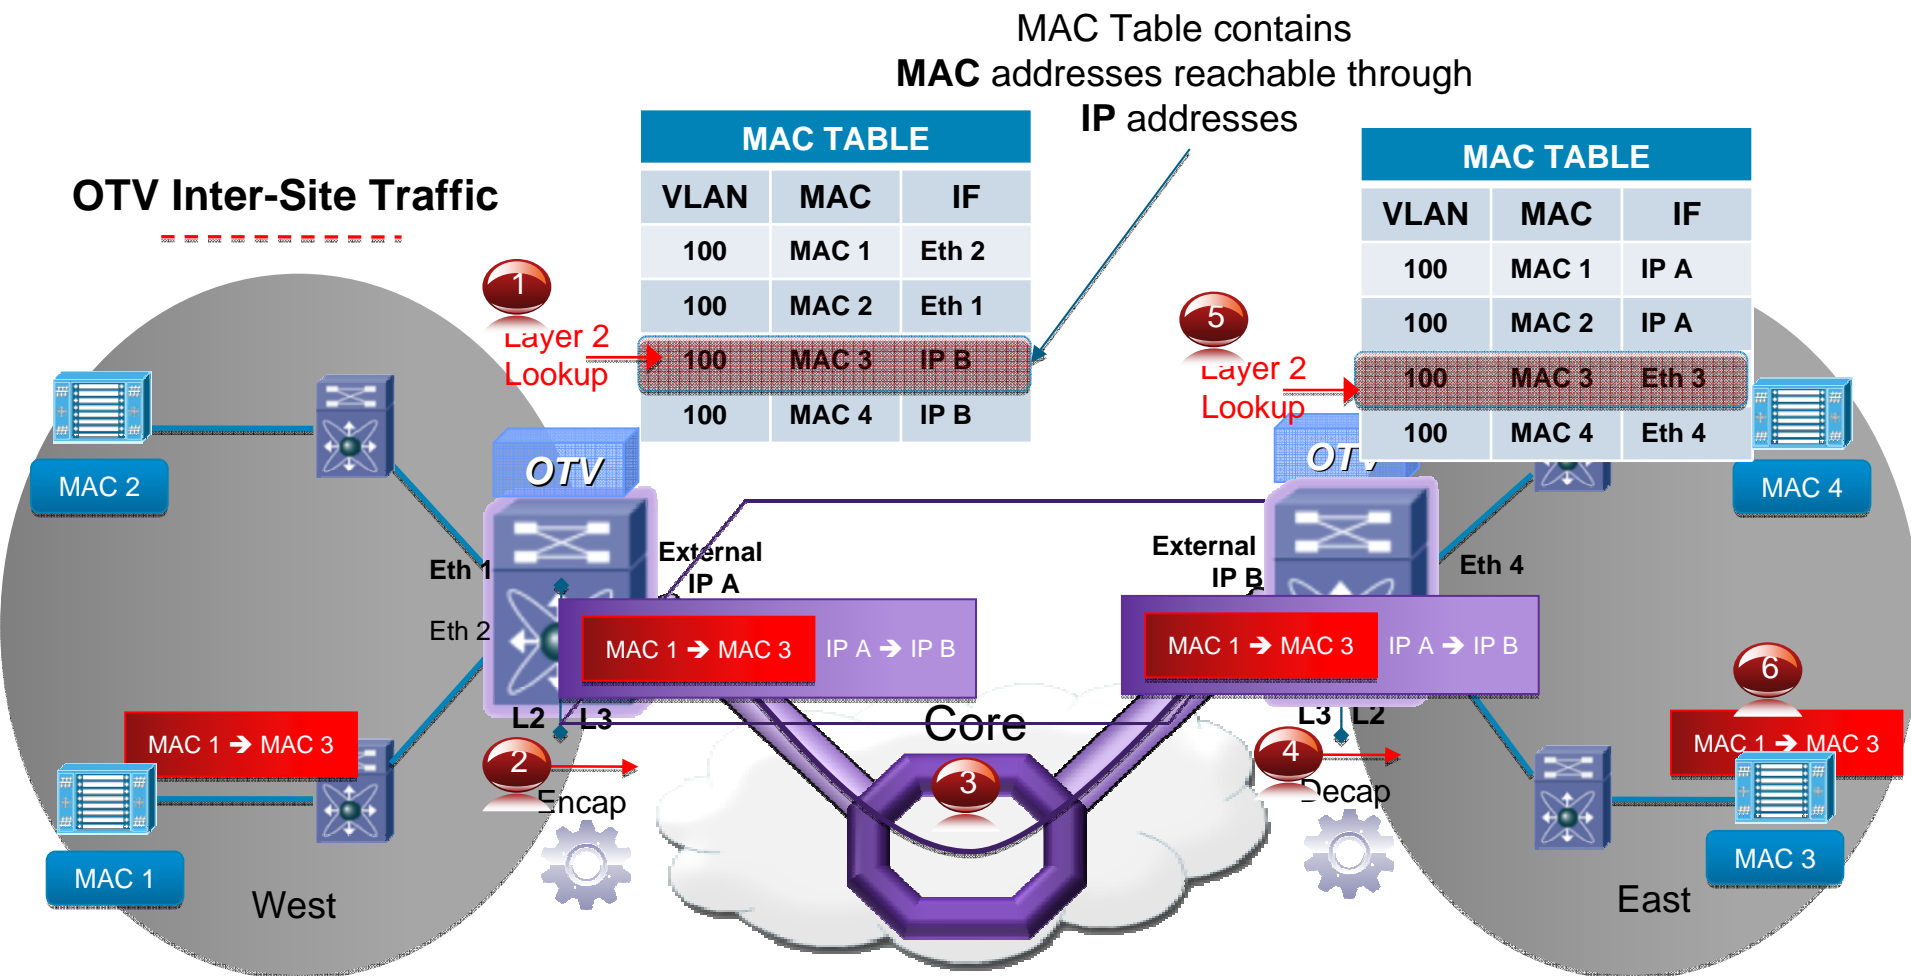 MAC Table contains
MAC addresses reachable through
IP addresses
OTV Inter-Site Traffic
MAC TABLE
VLAN MAC IF
100 MAC 1 Eth 2
100 MAC 2 Eth 1
100 MAC 3 IP B
100 MAC 4 IP B
MAC TABLE
VLAN MAC IF
100 MAC 1 IP A
100 MAC 2 IP A
100 MAC 3 Eth 3
100 MAC 4 Eth 4
1
Layer 2
Lookup
5
Layer 2
Lookup
OTV
OTV
MAC 2
MAC 4
External
IP A
External
IP B
Eth 1
Eth 2
Eth 4
MAC 1 ➔ MAC 3 IP A ➔ IP B
MAC 1 ➔ MAC 3 IP A ➔ IP B
L2 L3
L3 L2
Core
MAC 1 ➔ MAC 3
6
MAC 1 ➔ MAC 3
2
Encap
3
4
Decap
MAC 1
MAC 3
West
East